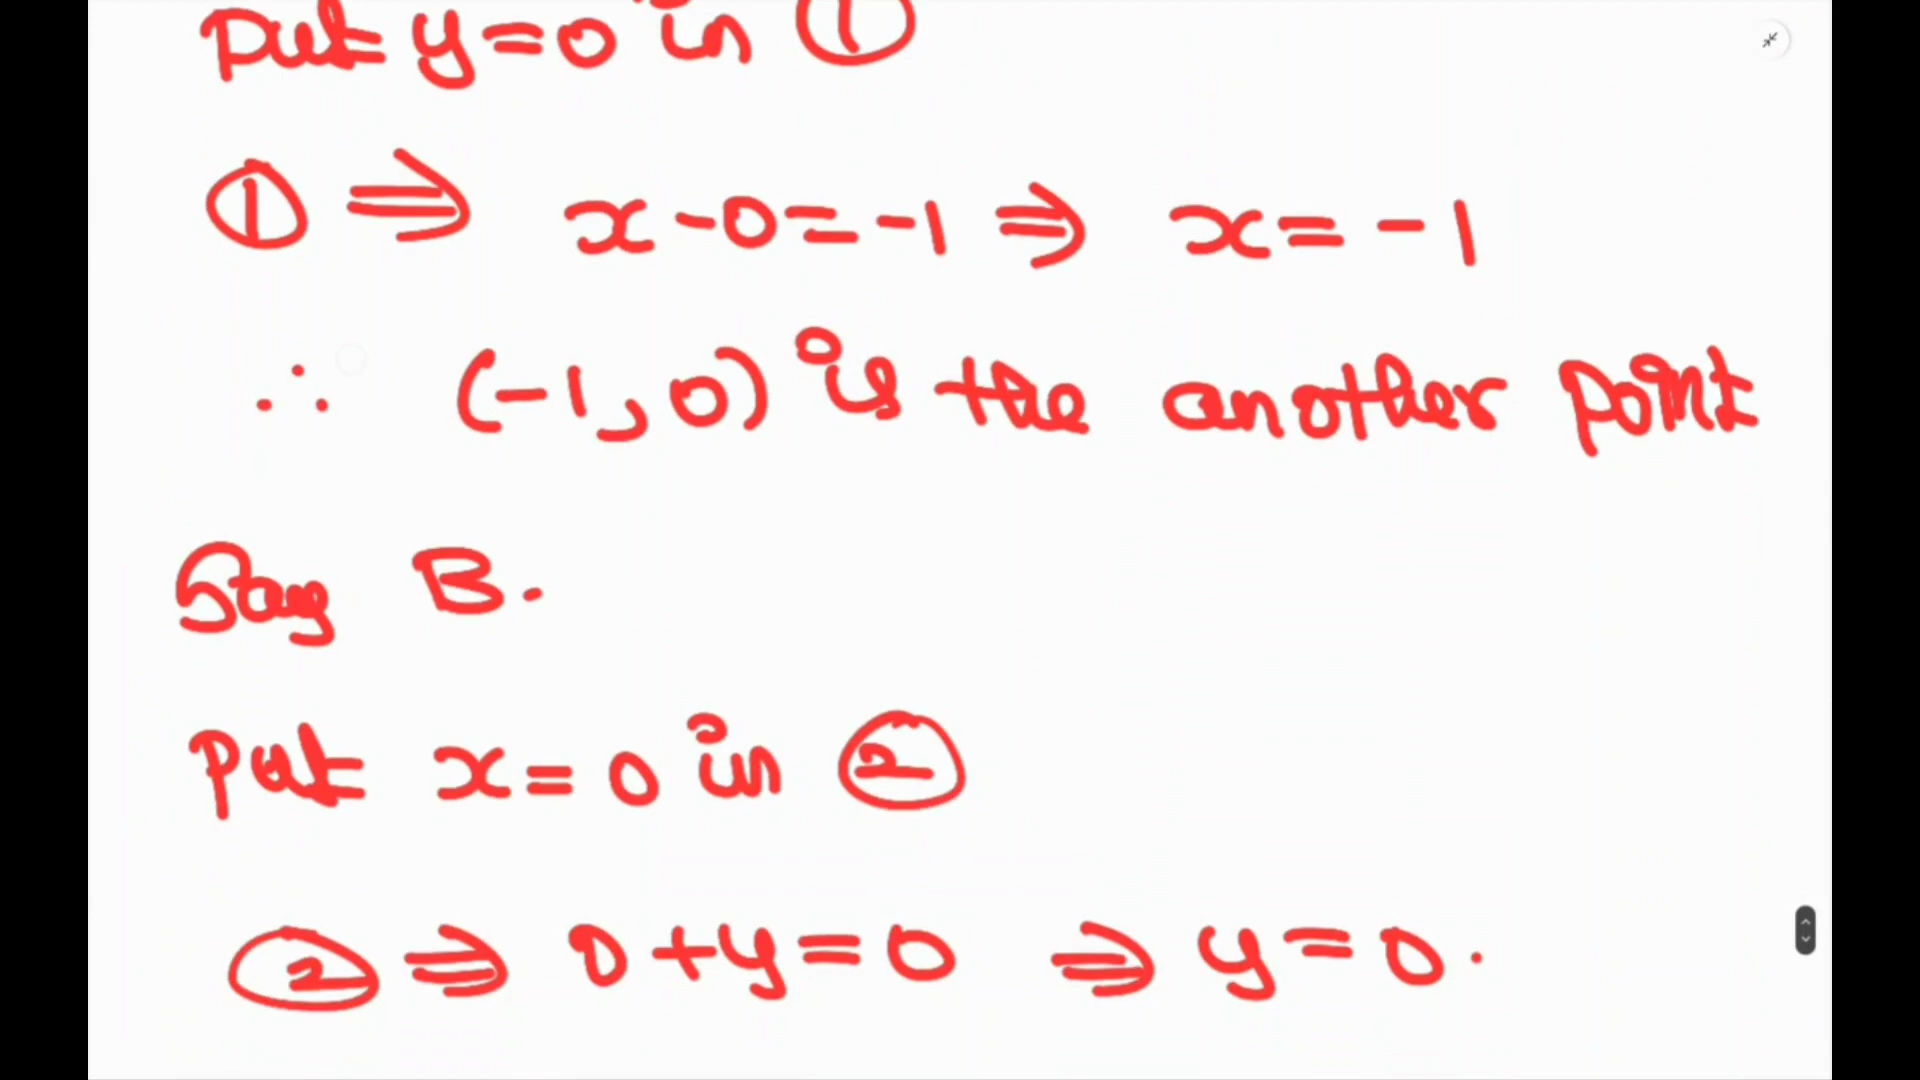 Put y=0 in ①
① ⇒ x-0=-1 ⇒ x=-1
∴ (-1,0) is the another point
Say B.
Put x=0 in ②
② ⇒ 0+y=0 ⇒ y=0.